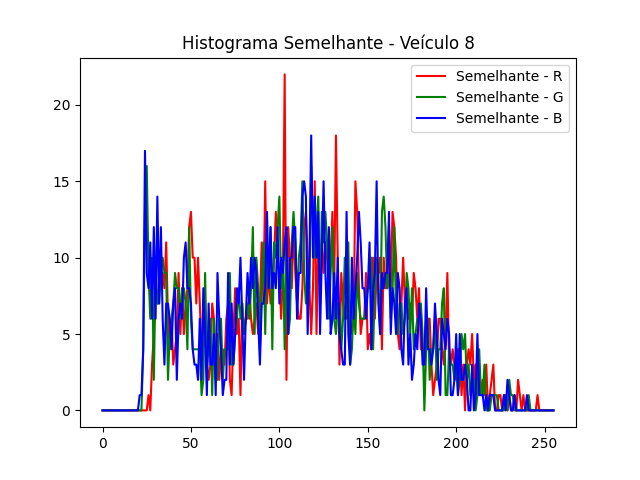 Histograma Semelhante - Veículo 8
Semelhante - R
Semelhante - G
Semelhante - B
20
15
10
5
0
0 50 100 150 200 250